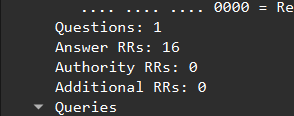 .... .... .... 0000 = Re
Questions: 1
Answer RRs: 16
Authority RRs: 0
Additional RRs: 0
Queries